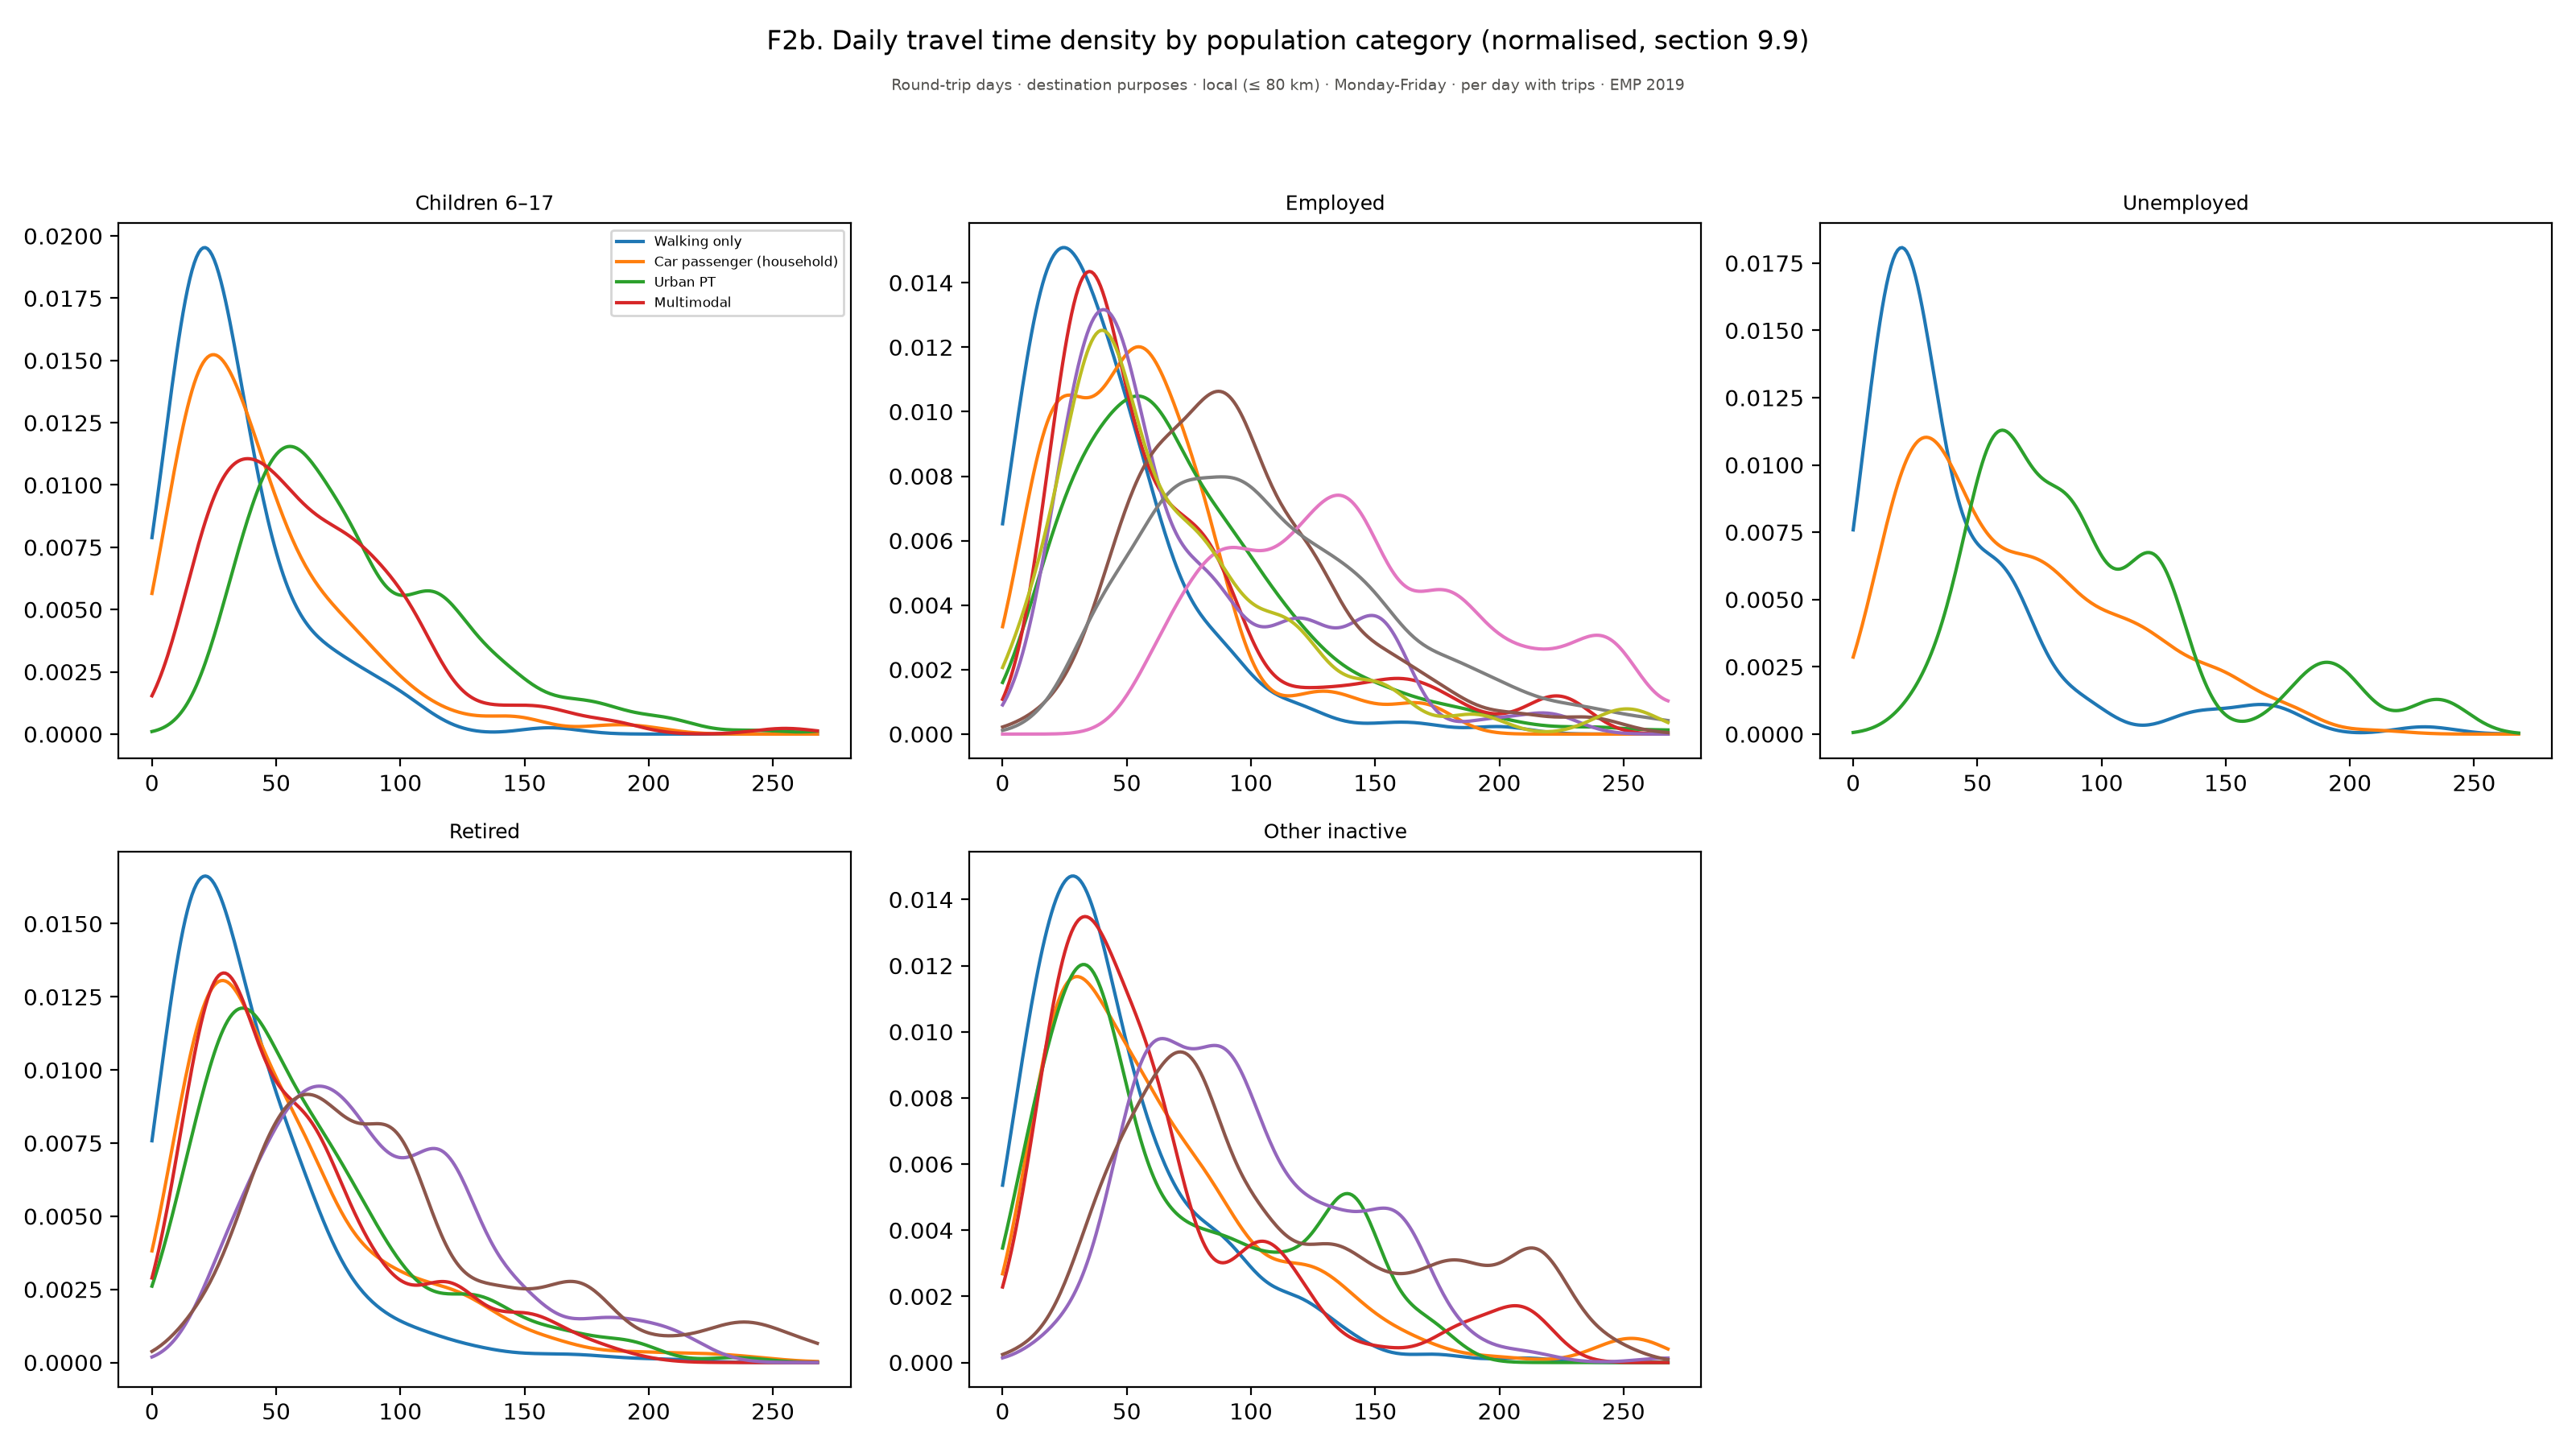 F2b. Daily travel time density by population category (normalised, section 9.9)
Round-trip days · destination purposes · local (≤ 80 km) · Monday-Friday · per day with trips · EMP 2019
Children 6–17
0.0200
0.0175
0.0150
0.0125
0.0100
0.0075
0.0050
0.0025
0.0000
0 50 100 150 200 250
Walking only
Car passenger (household)
Urban PT
Multimodal
Employed
0.014
0.012
0.010
0.008
0.006
0.004
0.002
0.000
0 50 100 150 200 250
Unemployed
0.0175
0.0150
0.0125
0.0100
0.0075
0.0050
0.0025
0.0000
0 50 100 150 200 250
Retired
0.0150
0.0125
0.0100
0.0075
0.0050
0.0025
0.0000
0 50 100 150 200 250
Other inactive
0.014
0.012
0.010
0.008
0.006
0.004
0.002
0.000
0 50 100 150 200 250